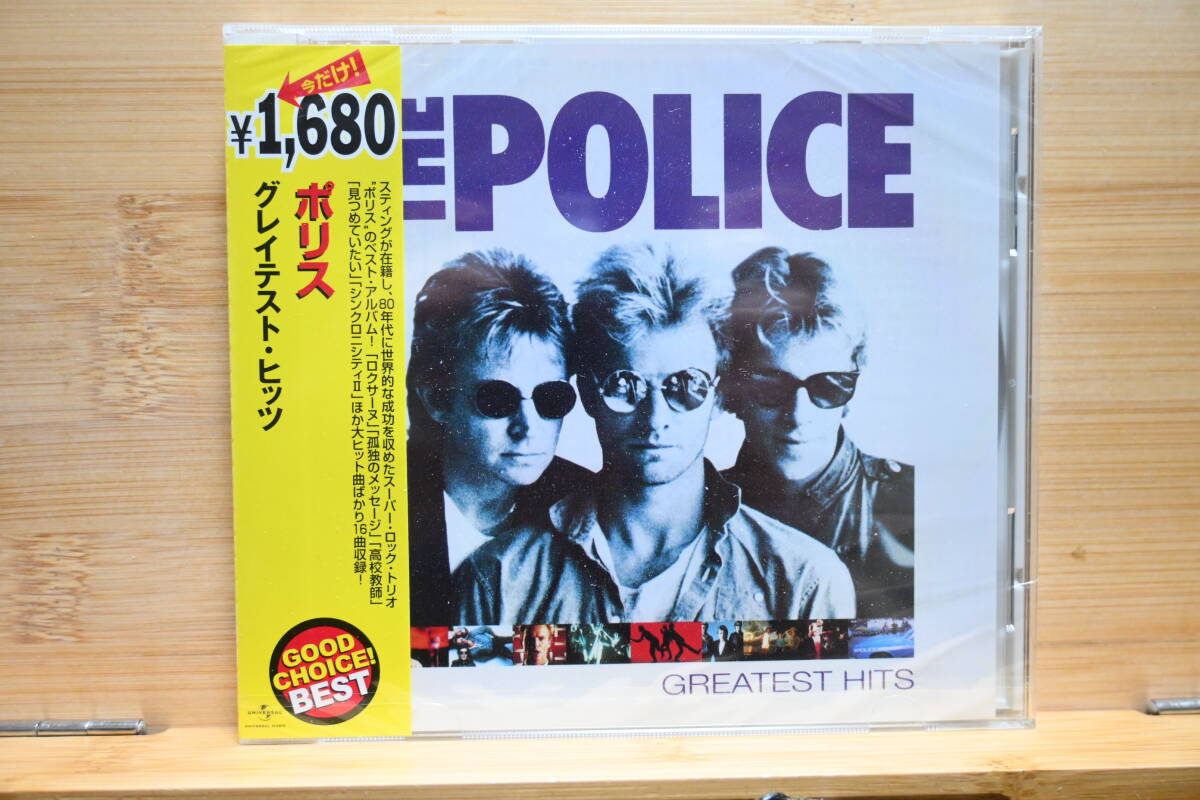 今だけ!
¥1,680
ポリス
グレイテスト・ヒッツ
スティングが在籍し、80年代に世界的な成功を収めたスーパー・ロック・トリオ
"ポリス"のベスト・アルバム!「ロクサーヌ」「孤独のメッセージ」「高校教師」
「見つめていたい」「シンクロニシティⅡ」ほか大ヒット曲ばかり16曲収録!
GOOD
CHOICE!
BEST
UNIVERSAL
UNIVERSAL MUSIC
THE
POLICE
GREATEST HITS